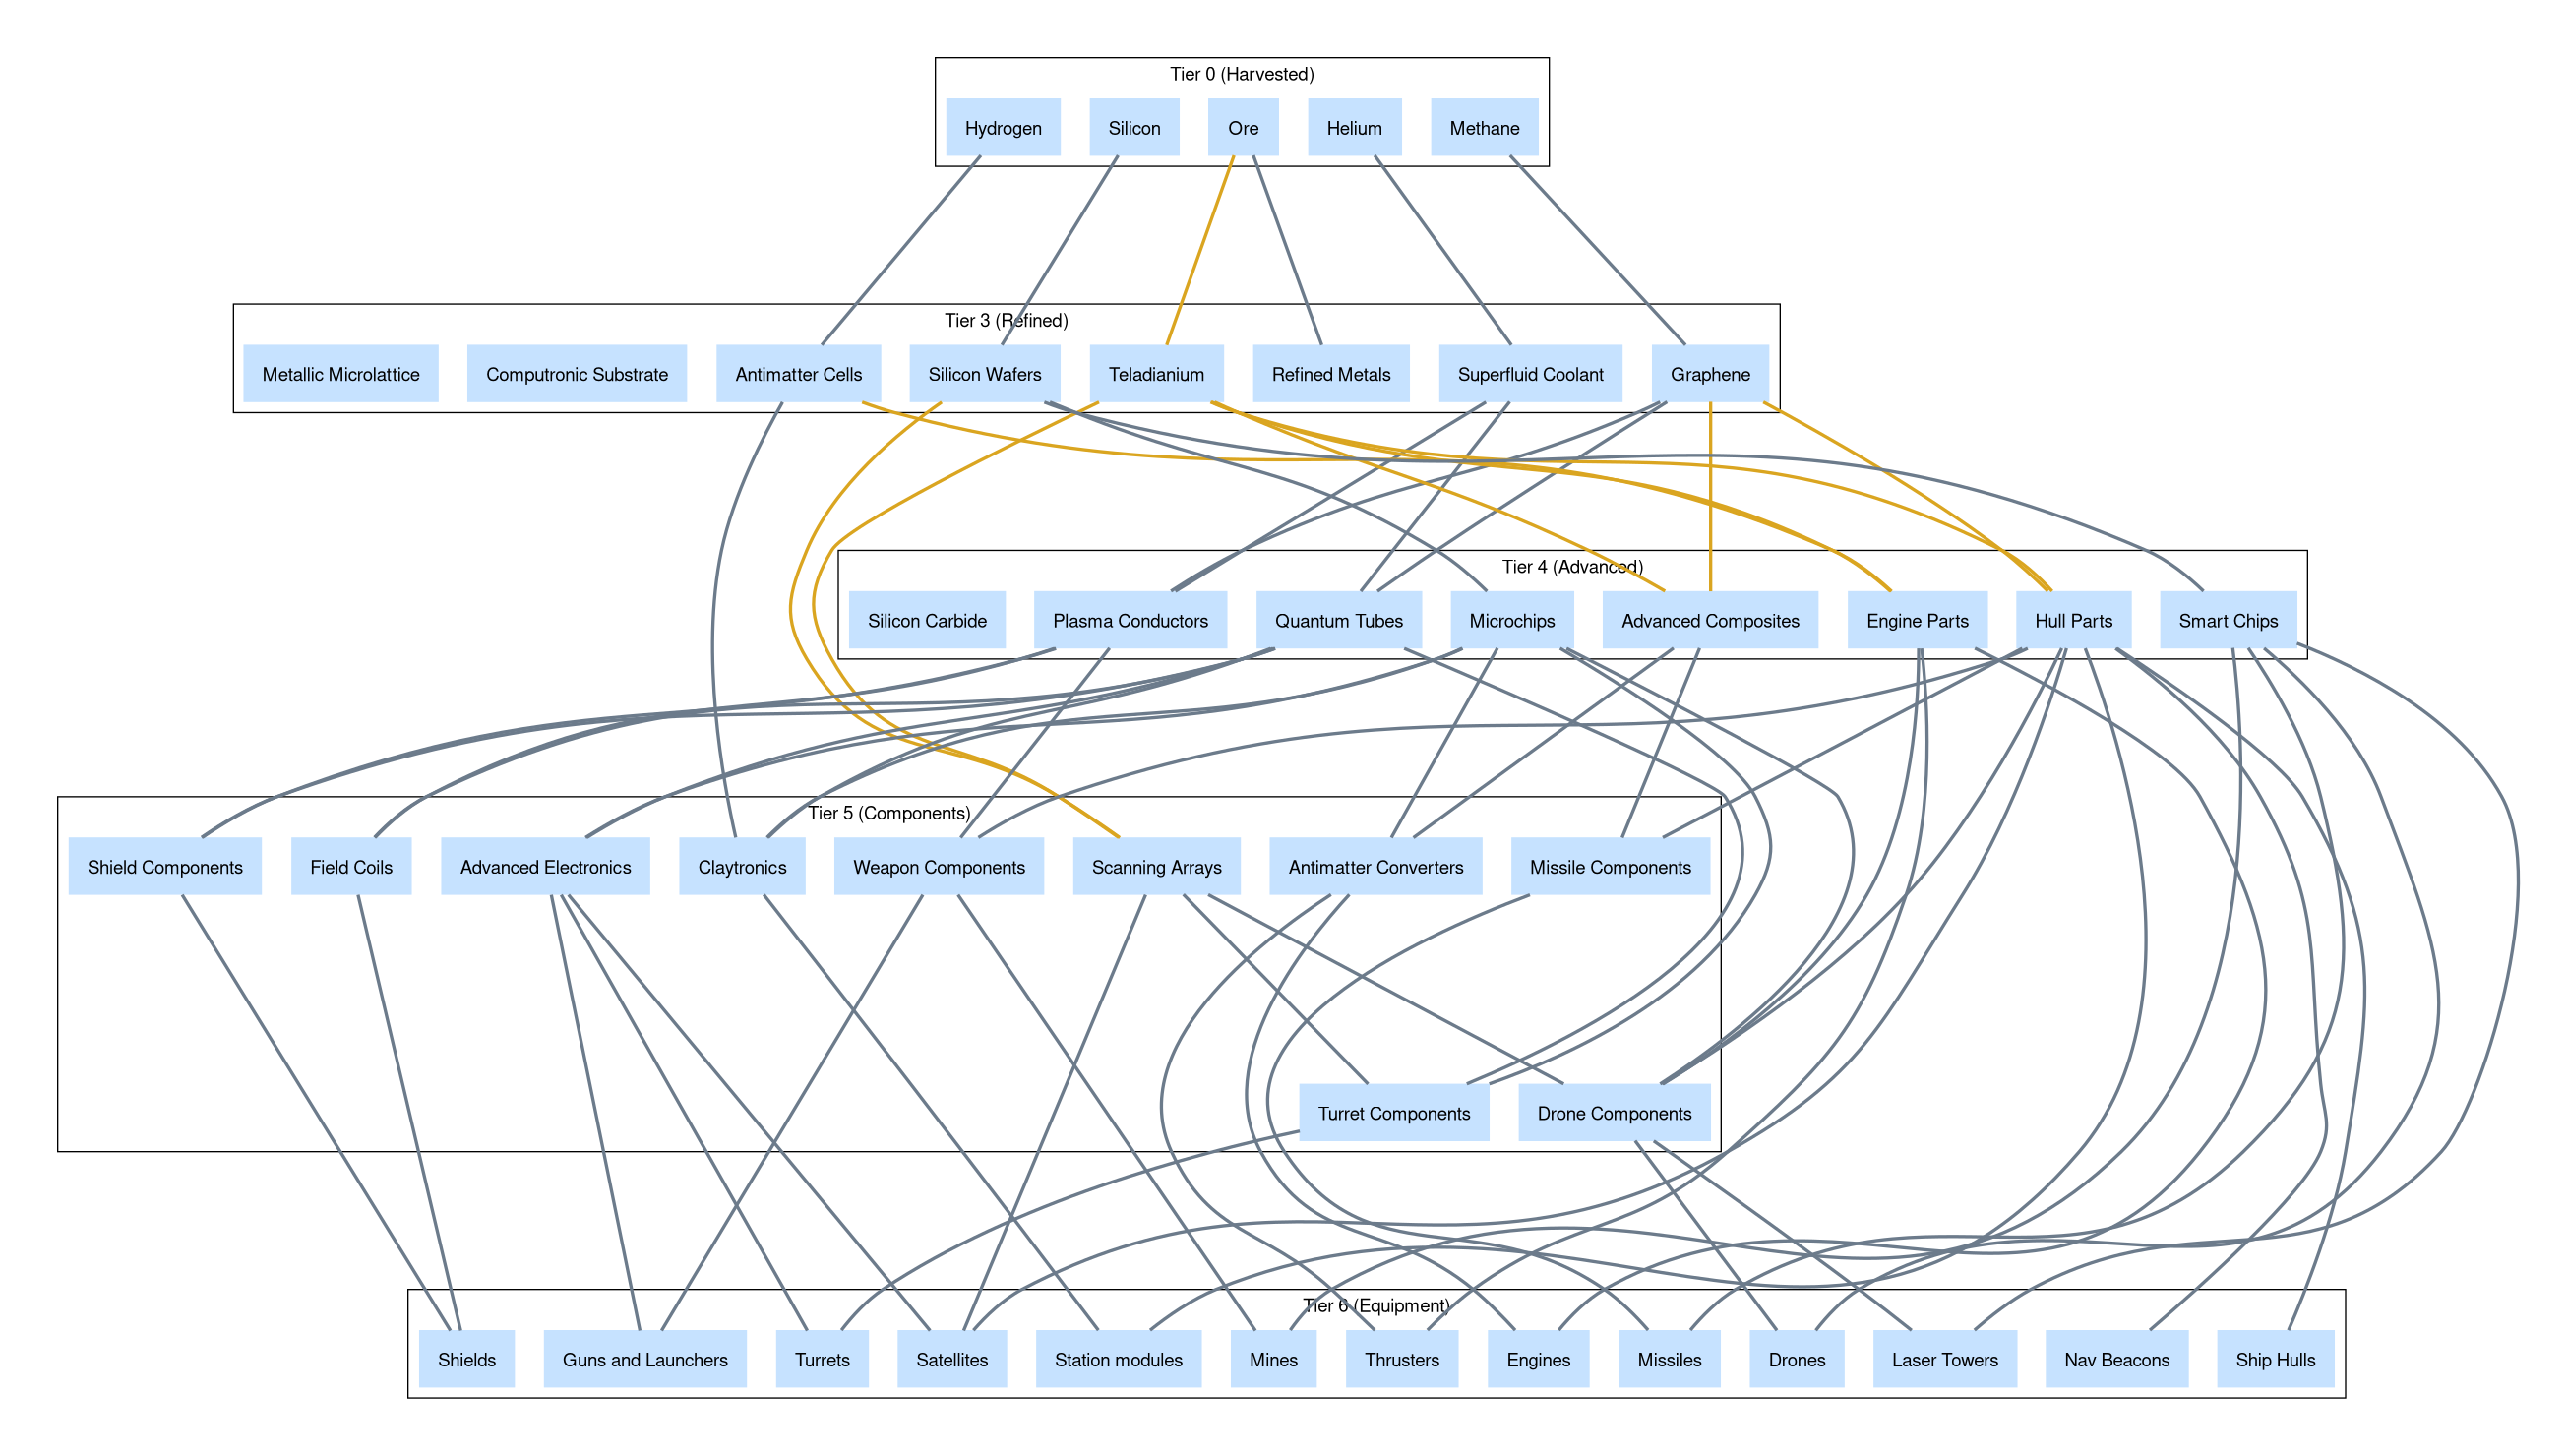 Tier 0 (Harvested)
Hydrogen
Silicon
Ore
Helium
Methane
Tier 3 (Refined)
Metallic Microlattice
Computronic Substrate
Antimatter Cells
Silicon Wafers
Teladianium
Refined Metals
Superfluid Coolant
Graphene
Tier 4 (Advanced)
Silicon Carbide
Plasma Conductors
Quantum Tubes
Microchips
Advanced Composites
Engine Parts
Hull Parts
Smart Chips
Tier 5 (Components)
Shield Components
Field Coils
Advanced Electronics
Claytronics
Weapon Components
Scanning Arrays
Antimatter Converters
Missile Components
Turret Components
Drone Components
Tier 6 (Equipment)
Shields
Guns and Launchers
Turrets
Satellites
Station modules
Mines
Thrusters
Engines
Missiles
Drones
Laser Towers
Nav Beacons
Ship Hulls